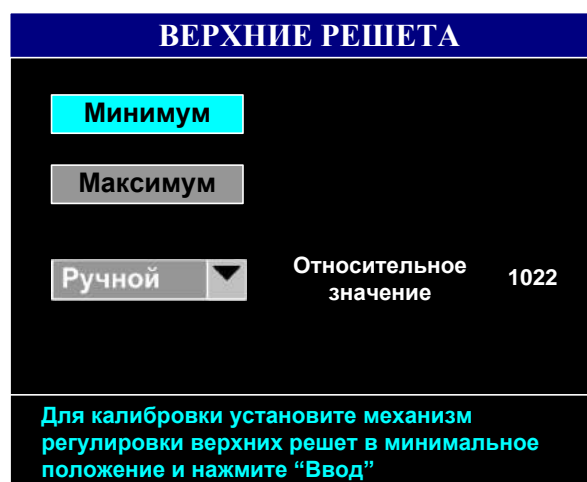 ВЕРХНИЕ РЕШЕТА
Минимум
Максимум
Ручной
Относительное
значение
1022
Для калибровки установите механизм
регулировки верхних решет в минимальное
положение и нажмите “Ввод”